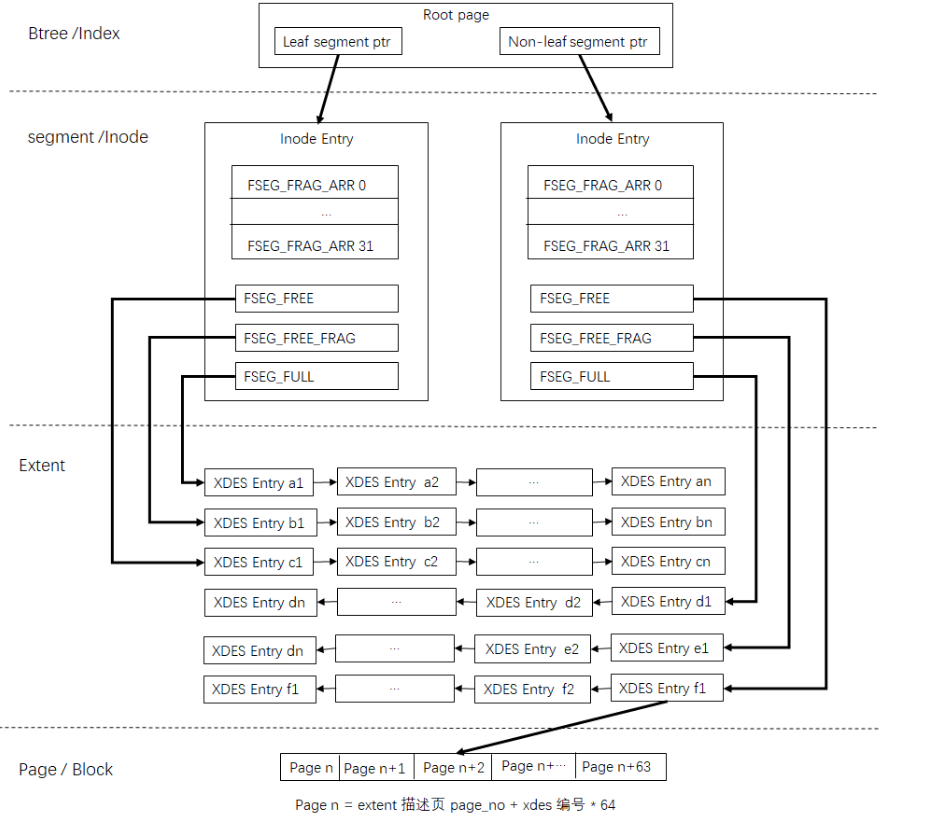 Root page
Btree /Index
Leaf segment ptr
Non-leaf segment ptr
segment /Inode
Inode Entry
Inode Entry
FSEG_FRAG_ARR 0
FSEG_FRAG_ARR 0
...
...
FSEG_FRAG_ARR 31
FSEG_FRAG_ARR 31
FSEG_FREE
FSEG_FREE
FSEG_FREE_FRAG
FSEG_FREE_FRAG
FSEG_FULL
FSEG_FULL
Extent
XDES Entry a1
XDES Entry a2
...
XDES Entry an
XDES Entry b1
XDES Entry b2
...
XDES Entry bn
XDES Entry c1
XDES Entry c2
...
XDES Entry cn
XDES Entry dn
...
XDES Entry d2
XDES Entry d1
XDES Entry dn
...
XDES Entry e2
XDES Entry e1
XDES Entry f1
...
XDES Entry f2
XDES Entry f1
Page / Block
Page n
Page n+1
Page n+2
Page n+...
Page n+63
Page n = extent 描述页 page_no + xdes 编号 * 64